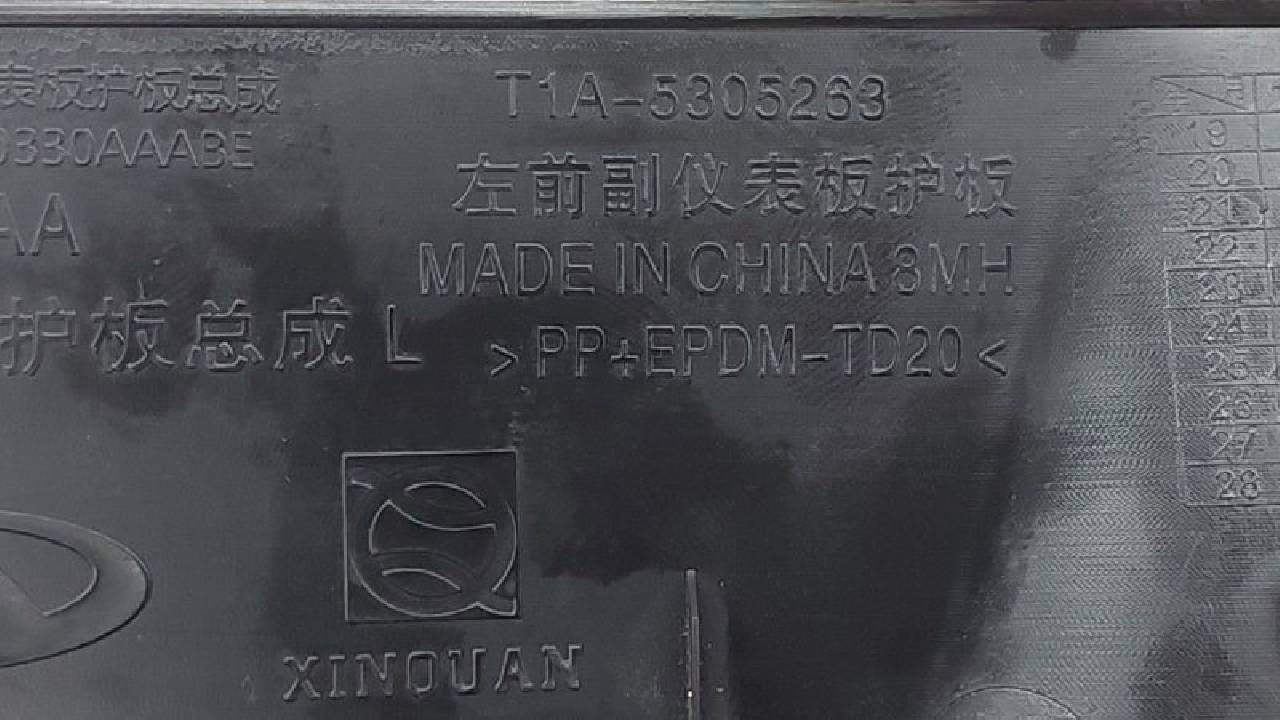 表板护板总成
0330AAABE
AA
护板总成 L
T1A-5305263
左前副仪表板护板
MADE IN CHINA 3MH
>PP+EPDM-TD20<
XINQUAN
19
20
21
22
23
24
25
26
27
28